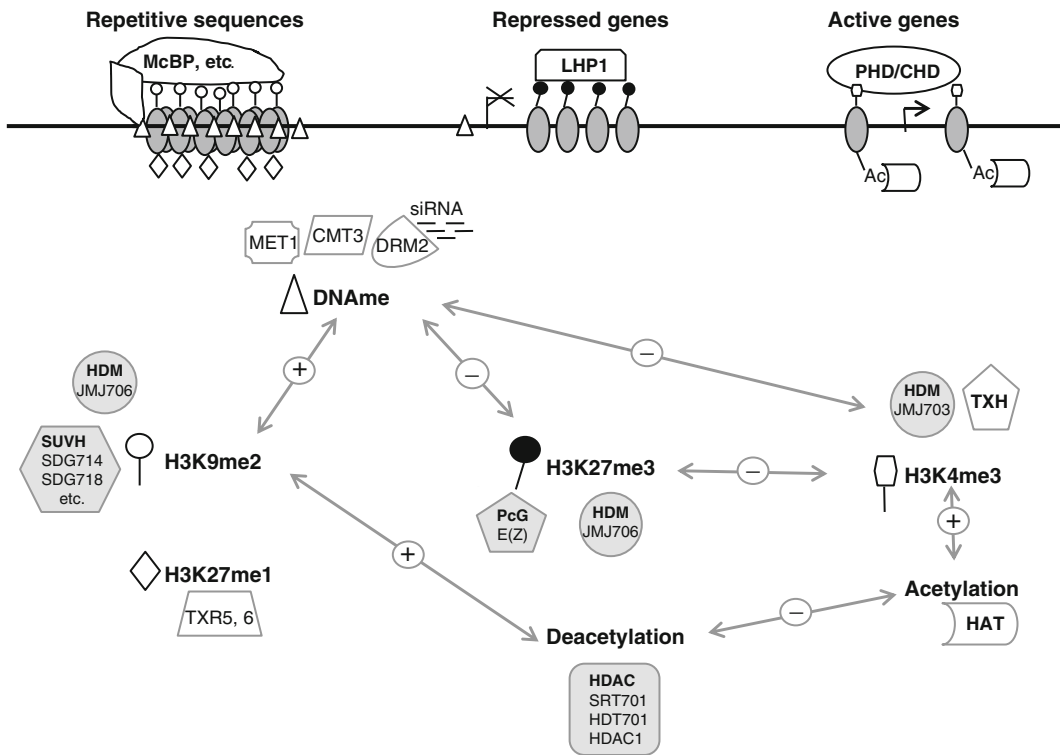 Repetitive sequences
Repressed genes
Active genes
McBP, etc.
LHP1
PHD/CHD
Ac
Ac
siRNA
MET1
CMT3
DRM2
DNAme
+
−
−
HDM
JMJ706
HDM
JMJ703
TXH
SUVH
SDG714
SDG718
etc.
H3K9me2
H3K27me3
−
H3K4me3
PcG
E(Z)
HDM
JMJ706
+
+
H3K27me1
TXR5, 6
Acetylation
HAT
−
Deacetylation
HDAC
SRT701
HDT701
HDAC1